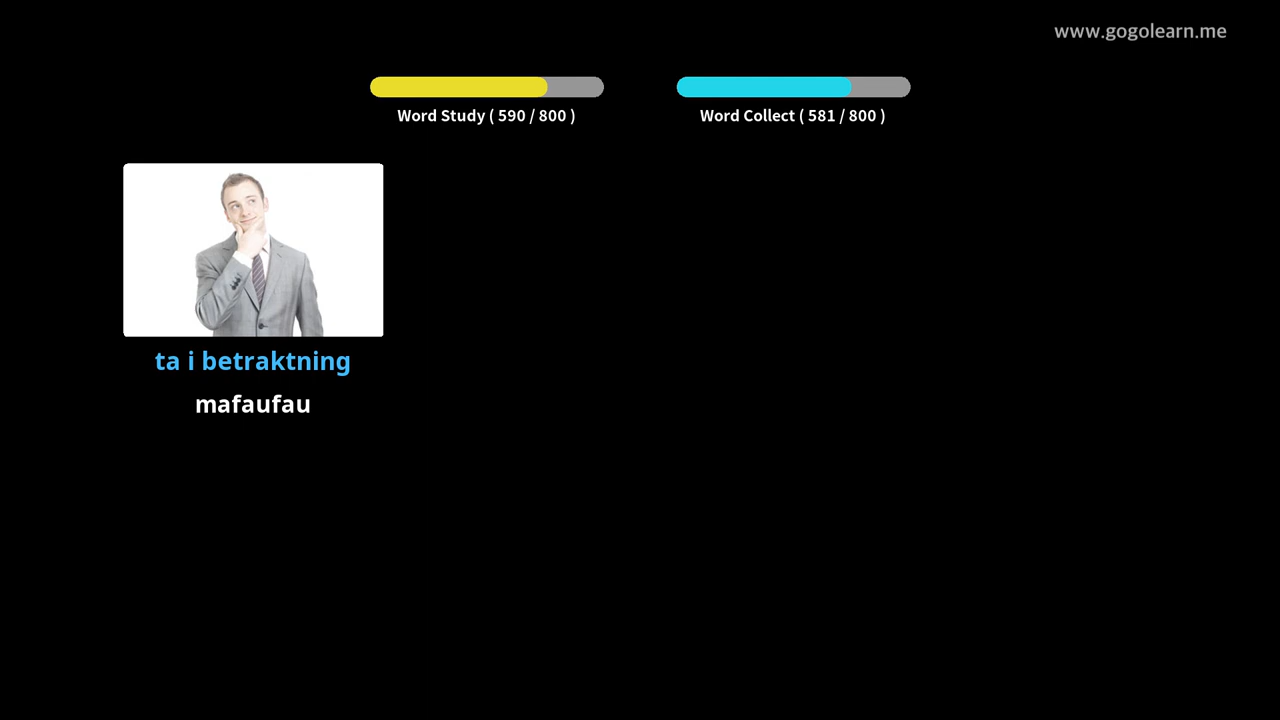 www.gogolearn.me
Word Study ( 590 / 800 )
Word Collect ( 581 / 800 )
ta i betraktning
mafaufau